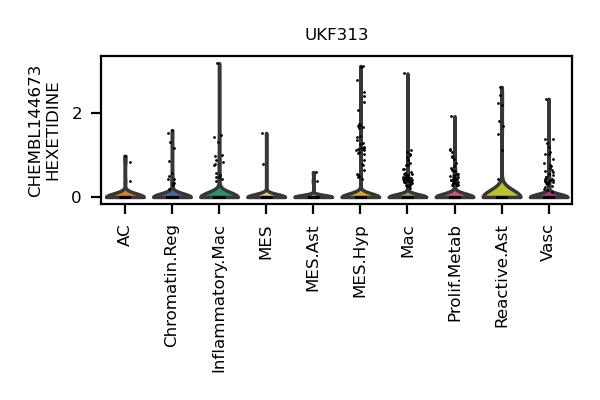 UKF313
CHEMBL144673
HEXETIDINE
2
0
AC
Chromatin.Reg
Inflammatory.Mac
MES
MES.Ast
MES.Hyp
Mac
Prolif.Metab
Reactive.Ast
Vasc